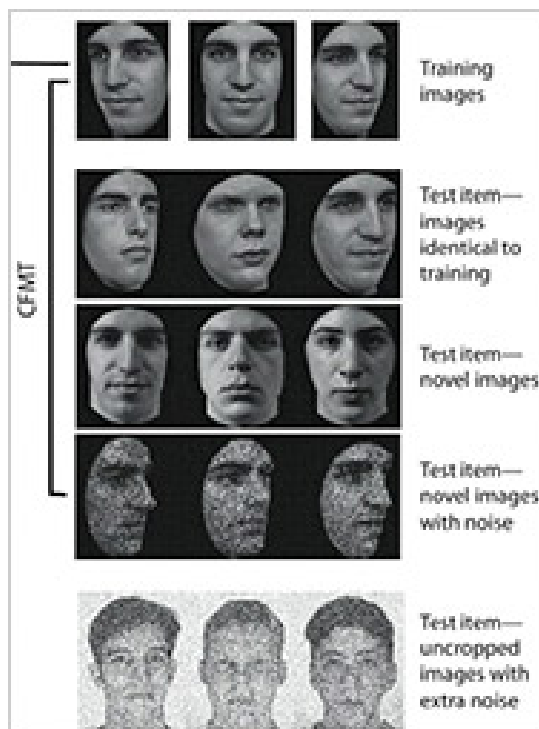 Training
images
Test item—
images
identical to
training
CFMT
Test item—
novel images
Test item—
novel images
with noise
Test item—
uncropped
images with
extra noise